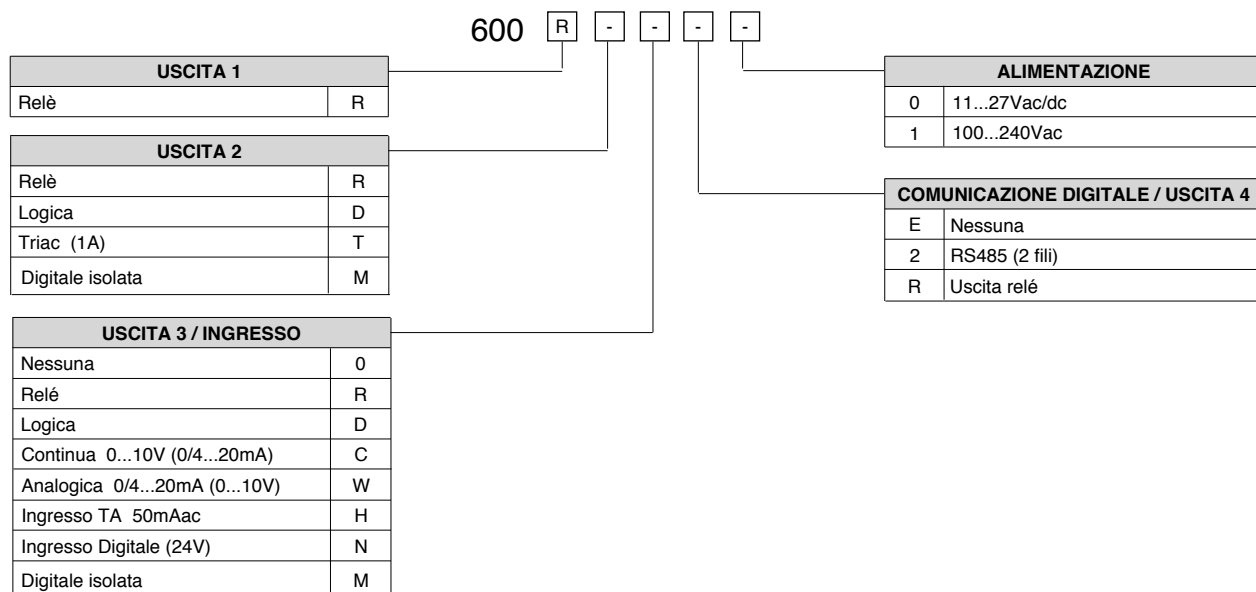 600 R - - - -
USCITA 1
Relè R
USCITA 2
Relè R
Logica D
Triac (1A) T
Digitale isolata M
USCITA 3 / INGRESSO
Nessuna 0
Relé R
Logica D
Continua 0...10V (0/4...20mA) C
Analogica 0/4...20mA (0...10V) W
Ingresso TA 50mAac H
Ingresso Digitale (24V) N
Digitale isolata M
ALIMENTAZIONE
0 11...27Vac/dc
1 100...240Vac
COMUNICAZIONE DIGITALE / USCITA 4
E Nessuna
2 RS485 (2 fili)
R Uscita relé